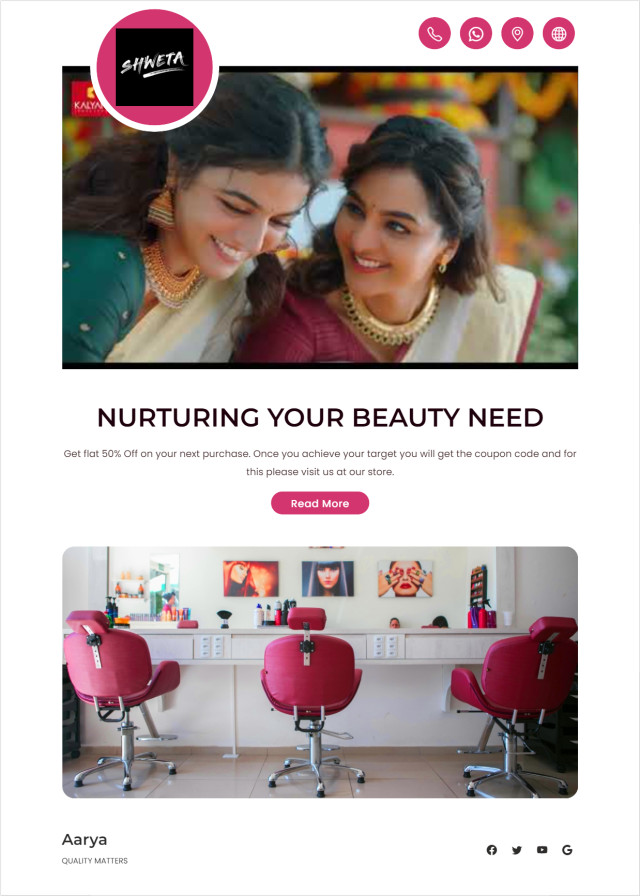 SHWETA
NURTURING YOUR BEAUTY NEED
Get flat 50% Off on your next purchase. Once you achieve your target you will get the coupon code and for
this please visit us at our store.
Read More
Aarya
QUALITY MATTERS